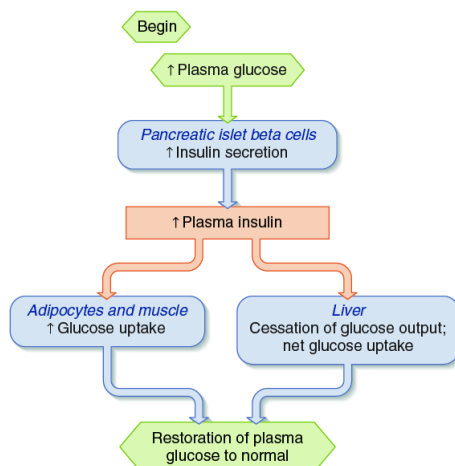 Begin
↑Plasma glucose
Pancreatic islet beta cells
↑Insulin secretion
↑Plasma insulin
Adipocytes and muscle
↑ Glucose uptake
Liver
Cessation of glucose output;
net glucose uptake
Restoration of plasma
glucose to normal